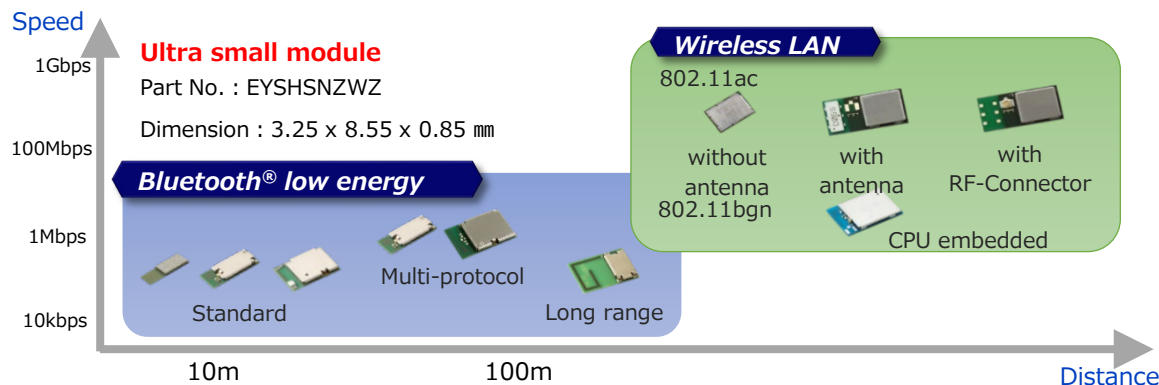 Speed
Ultra small module
Part No. : EYSHSNZWZ
Dimension : 3.25 x 8.55 x 0.85 ㎜
1Gbps
100Mbps
1Mbps
10kbps
Wireless LAN
802.11ac
without
antenna
with
antenna
with
RF-Connector
802.11bgn
CPU embedded
Bluetooth® low energy
Standard
Multi-protocol
Long range
10m
100m
Distance